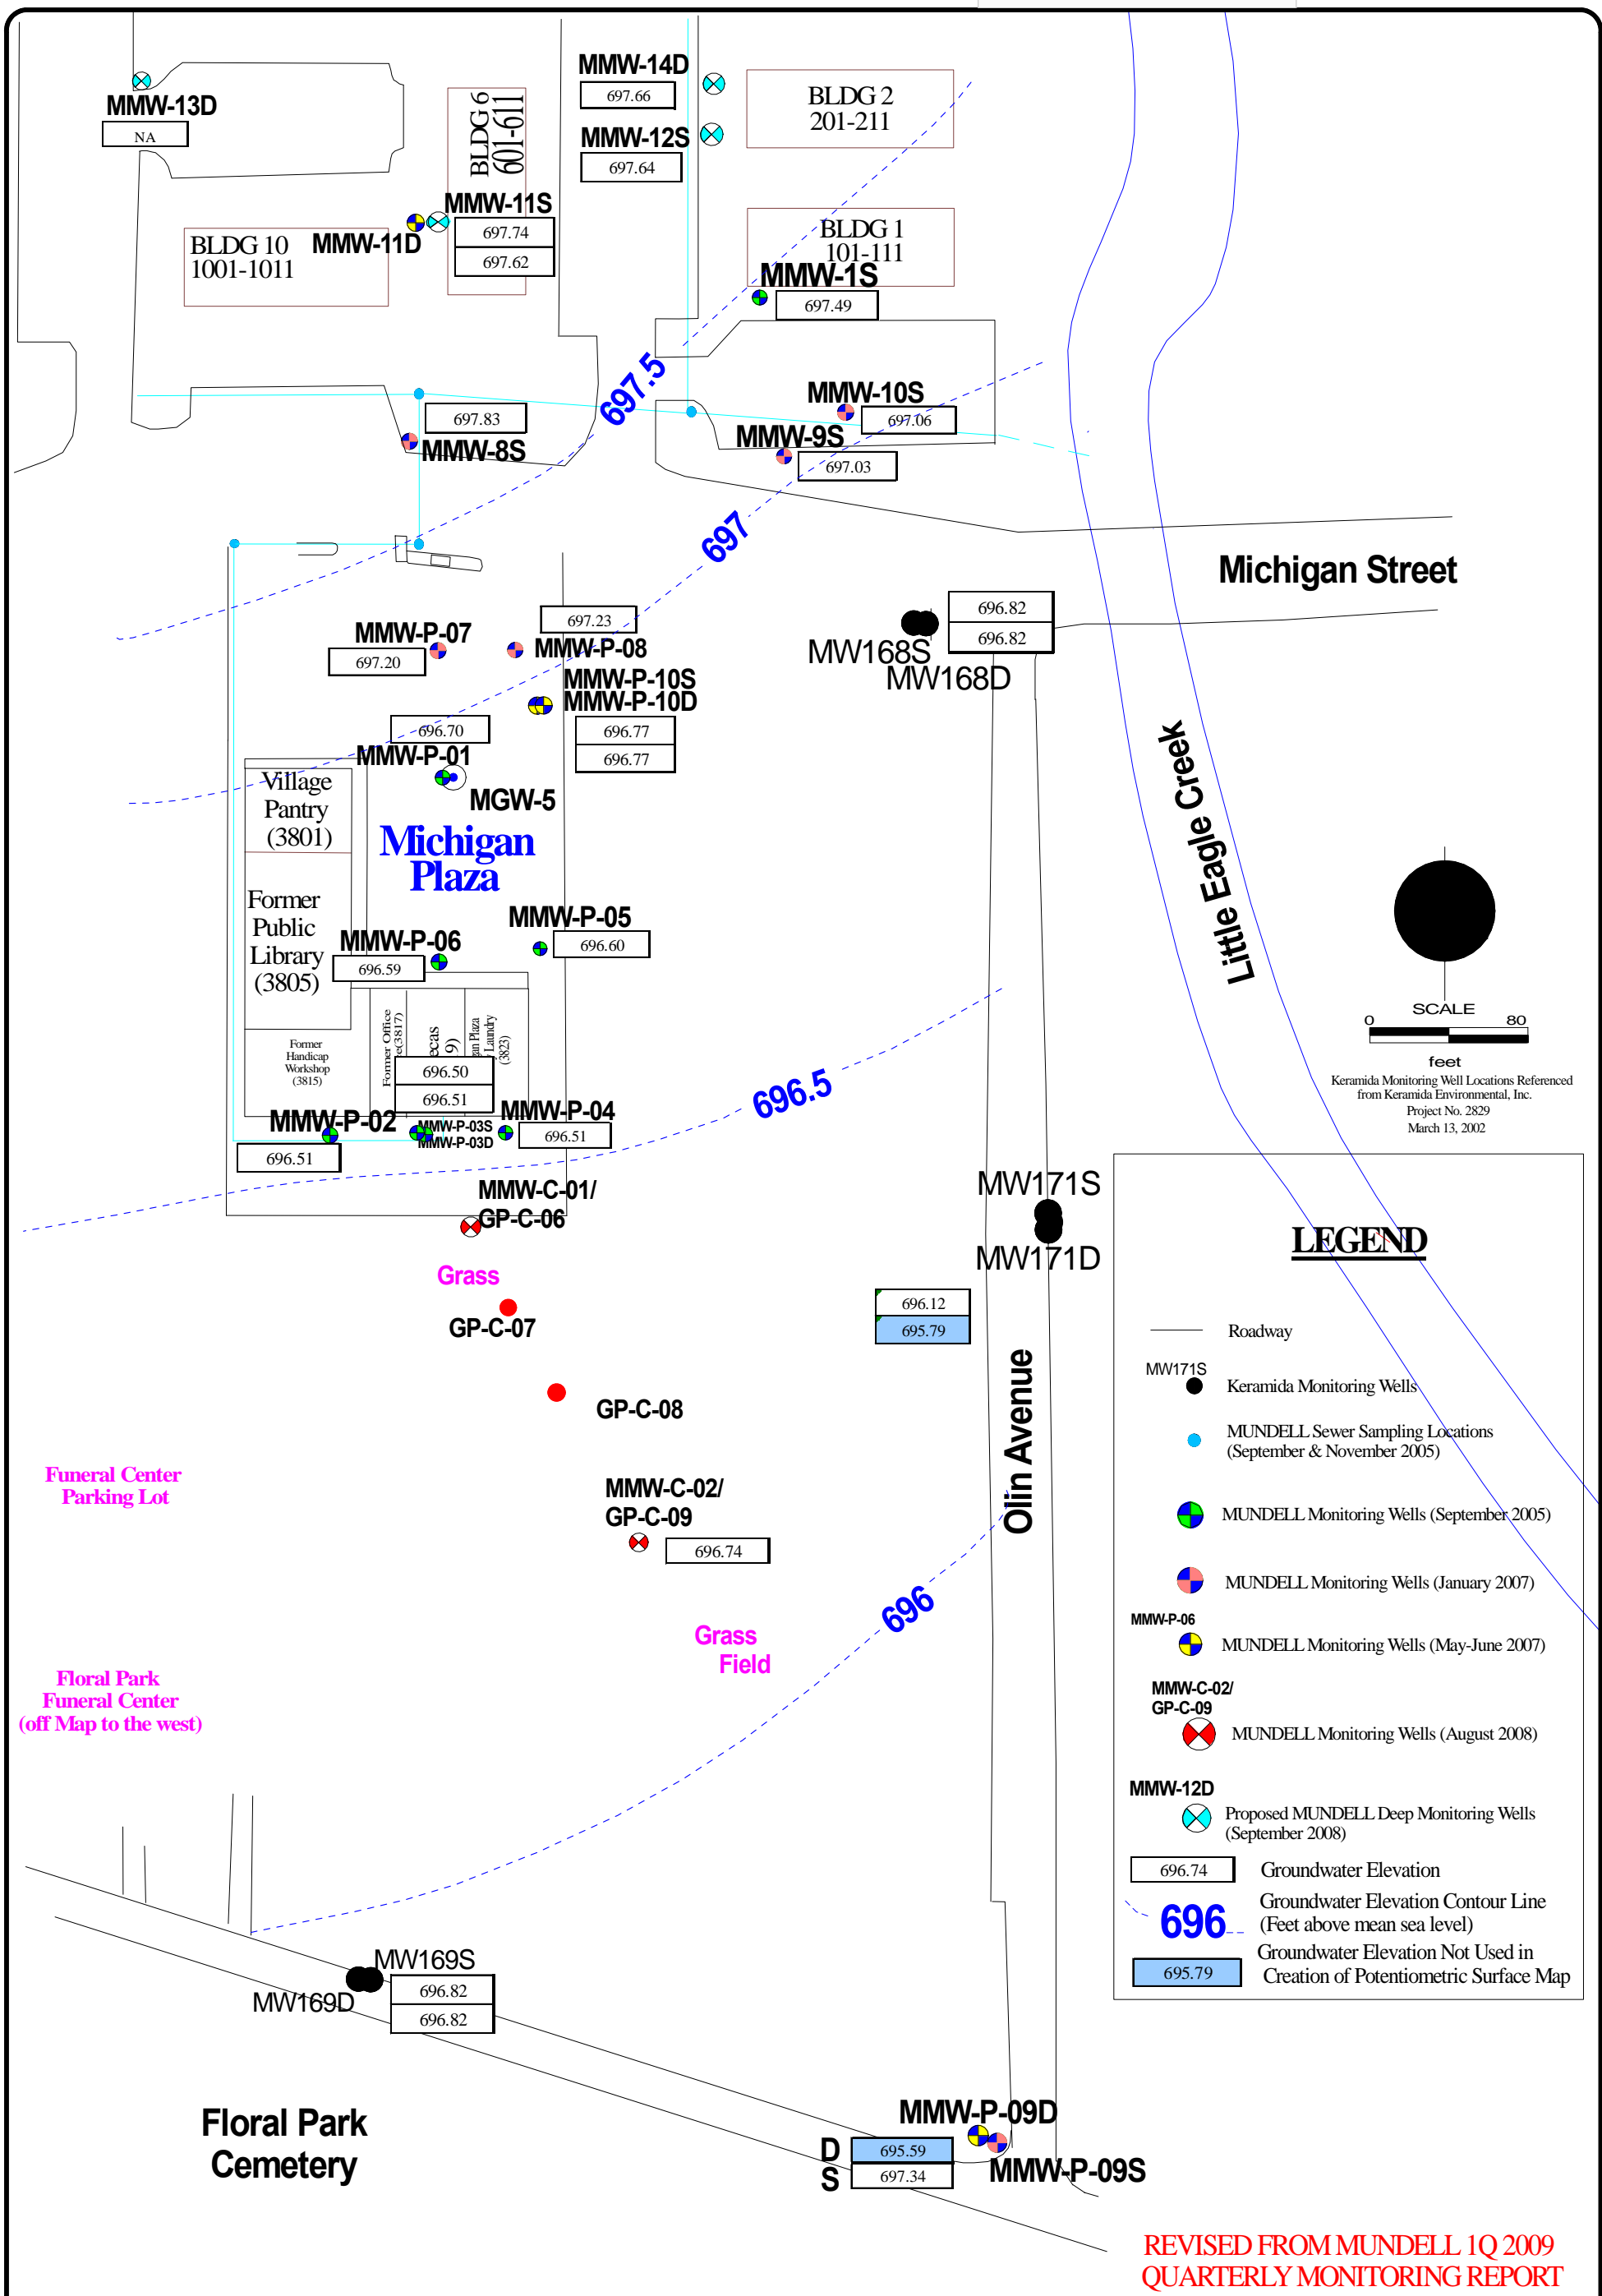 MMW-13D
NA
BLDG 6
601-611
MMW-14D
697.66
MMW-12S
697.64
BLDG 2
201-211
MMW-11S
697.74
697.62
MMW-11D
BLDG 10
1001-1011
BLDG 1
101-111
MMW-1S
697.49
697.5
697.83
MMW-8S
MMW-10S
697.06
MMW-9S
697.03
697
Michigan Street
697.23
MMW-P-07
697.20
MMW-P-08
MMW-P-10S
MMW-P-10D
696.77
696.77
696.82
696.82
MW168S
MW168D
696.70
MMW-P-01
MGW-5
Village
Pantry
(3801)
Michigan
Plaza
Little Eagle Creek
Former
Public
Library
(3805)
MMW-P-05
696.60
MMW-P-06
696.59
Former
Handicap
Workshop
(3815)
Former Office
e(3817)
ecas
9)
gan Plaza
Laundry
(3823)
696.50
696.51
MMW-P-02
696.51
MMW-P-03S
MMW-P-03D
MMW-P-04
696.51
696.5
SCALE
0 80
feet
Keramida Monitoring Well Locations Referenced
from Keramida Environmental, Inc.
Project No. 2829
March 13, 2002
MMW-C-01/
GP-C-06
Grass
GP-C-07
GP-C-08
MW171S
MW171D
696.12
695.79
Olin Avenue
Funeral Center
Parking Lot
MMW-C-02/
GP-C-09
696.74
696
Grass
Field
Floral Park
Funeral Center
(off Map to the west)
LEGEND
Roadway
MW171S
Keramida Monitoring Wells
MUNDELL Sewer Sampling Locations
(September & November 2005)
MUNDELL Monitoring Wells (September 2005)
MUNDELL Monitoring Wells (January 2007)
MMW-P-06
MUNDELL Monitoring Wells (May-June 2007)
MMW-C-02/
GP-C-09
MUNDELL Monitoring Wells (August 2008)
MMW-12D
Proposed MUNDELL Deep Monitoring Wells
(September 2008)
696.74 Groundwater Elevation
696 Groundwater Elevation Contour Line
(Feet above mean sea level)
695.79 Groundwater Elevation Not Used in
Creation of Potentiometric Surface Map
MW169S
MW169D
696.82
696.82
Floral Park
Cemetery
MMW-P-09D
D 695.59
S 697.34
MMW-P-09S
REVISED FROM MUNDELL 1Q 2009
QUARTERLY MONITORING REPORT